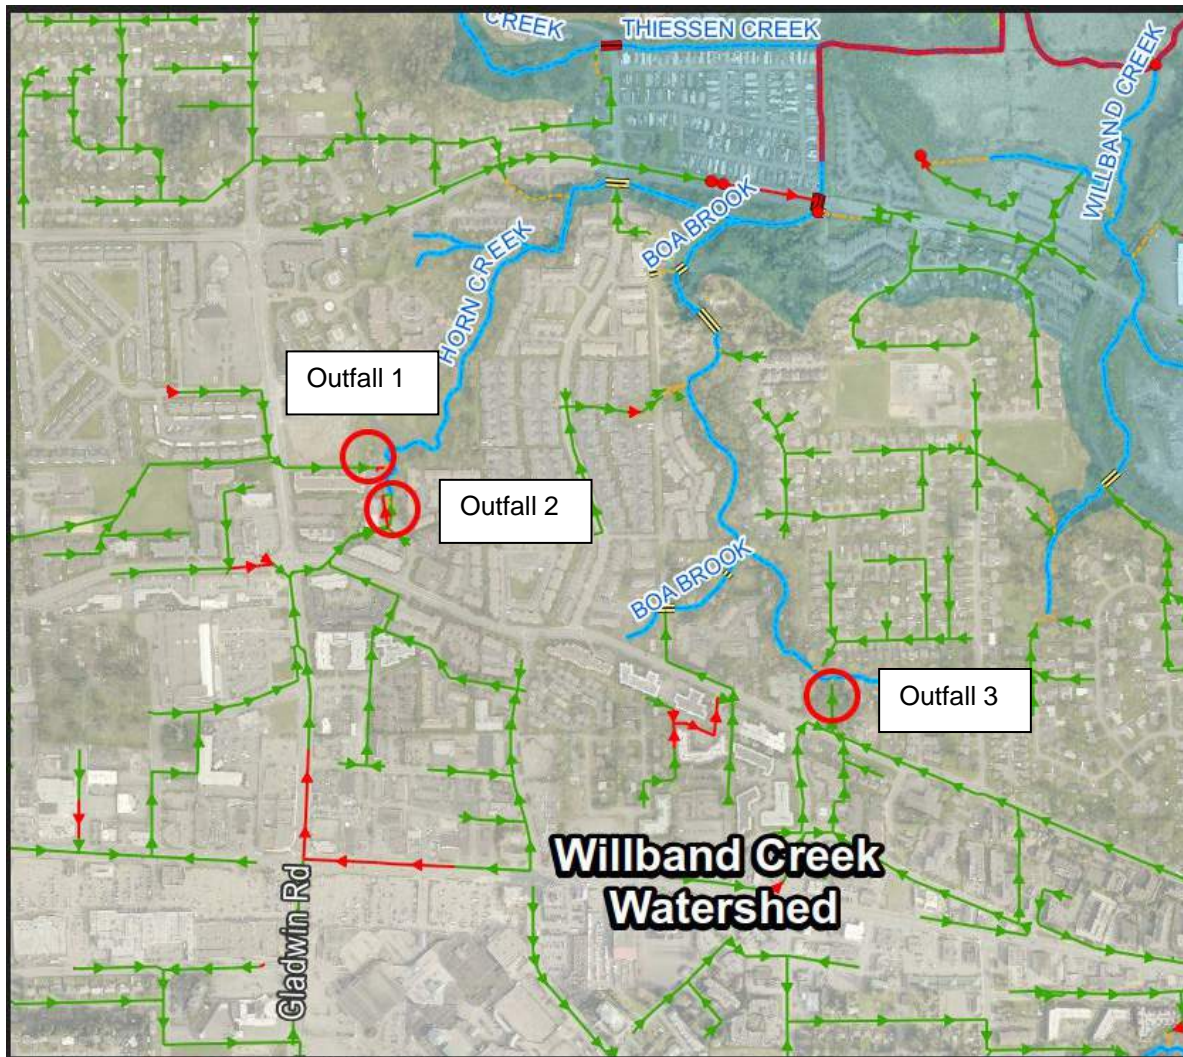 CREEK
THIESSEN CREEK
WILLBAND CREEK
BOA BROOK
HORN CREEK
Outfall 1
Outfall 2
BOA BROOK
Outfall 3
Willband Creek
Watershed
Gladwin Rd